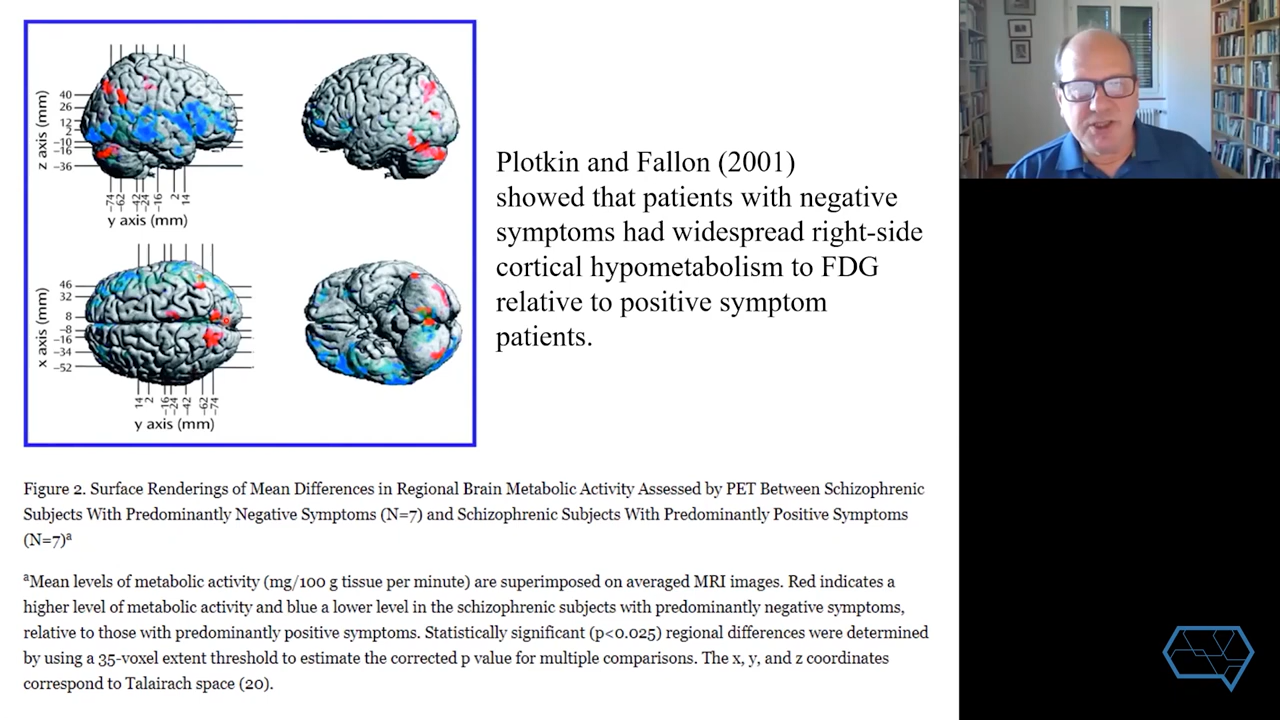 z axis (mm)
40
26
12
2
-10
-16
-36
-74
-62
-42
-24
-16
2
14
y axis (mm)
x axis (mm)
46
32
8
-8
-16
-34
-52
14
2
-16
-24
-42
-62
-74
y axis (mm)
Plotkin and Fallon (2001)
showed that patients with negative
symptoms had widespread right-side
cortical hypometabolism to FDG
relative to positive symptom
patients.
Figure 2. Surface Renderings of Mean Differences in Regional Brain Metabolic Activity Assessed by PET Between Schizophrenic
Subjects With Predominantly Negative Symptoms (N=7) and Schizophrenic Subjects With Predominantly Positive Symptoms
(N=7)ᵃ
ᵃMean levels of metabolic activity (mg/100 g tissue per minute) are superimposed on averaged MRI images. Red indicates a
higher level of metabolic activity and blue a lower level in the schizophrenic subjects with predominantly negative symptoms,
relative to those with predominantly positive symptoms. Statistically significant (p<0.025) regional differences were determined
by using a 35-voxel extent threshold to estimate the corrected p value for multiple comparisons. The x, y, and z coordinates
correspond to Talairach space (20).